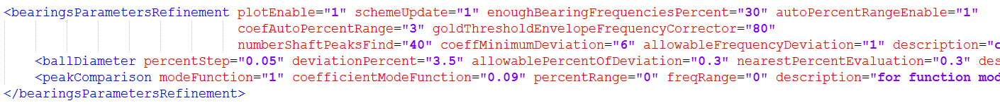 <bearingsParametersRefinement plotEnable="1" schemeUpdate="1" enoughBearingFrequenciesPercent="30" autoPercentRangeEnable="1"
coefAutoPercentRange="3" goldThresholdEnvelopeFrequencyCorrector="80"
numberShaftPeaksFind="40" coeffMinimumDeviation="6" allowableFrequencyDeviation="1" description="
<ballDiameter percentStep="0.05" deviationPercent="3.5" allowablePercentOfDeviation="0.3" nearestPercentEvaluation="0.3" des
<peakComparison modeFunction="1" coefficientModeFunction="0.09" percentRange="0" freqRange="0" description="for function mod
</bearingsParametersRefinement>